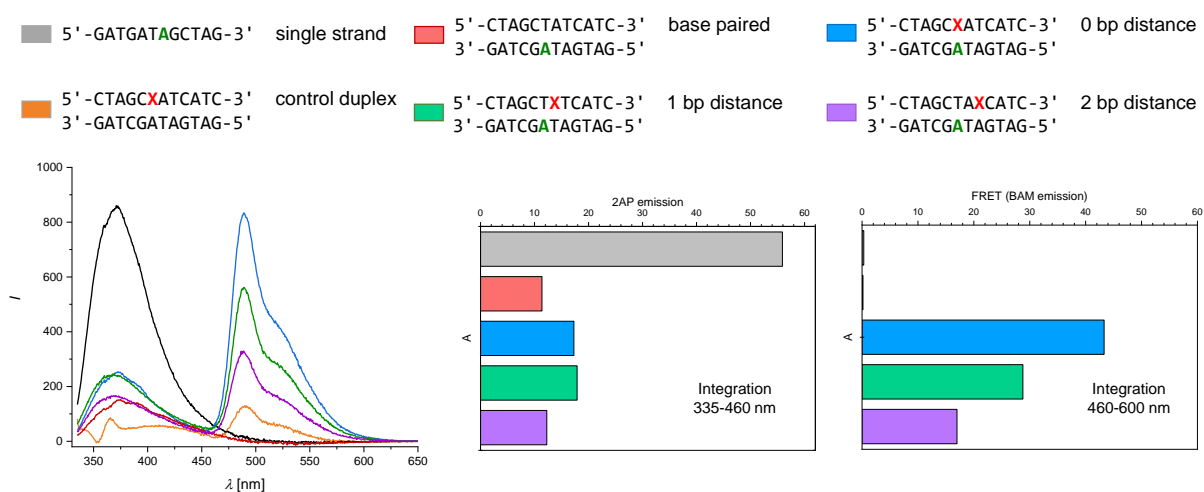 5'-GATGATAGCTAG-3' single strand
5'-CTAGCTATCATC-3' base paired
3'-GATCGATAGTAG-5'
5'-CTAGCXATCATC-3' 0 bp distance
3'-GATCGATAGTAG-5'
5'-CTAGCXATCATC-3' control duplex
3'-GATCGATAGTAG-5'
5'-CTAGCTXTCATC-3' 1 bp distance
3'-GATCGATAGTAG-5'
5'-CTAGCTAXCATC-3' 2 bp distance
3'-GATCGATAGTAG-5'
1000
800
600
400
200
0
I
350 400 450 500 550 600 650
λ [nm]
2AP emission
0 10 20 30 40 50 60
A
Integration
335-460 nm
FRET (BAM emission)
0 10 20 30 40 50 60
A
Integration
460-600 nm